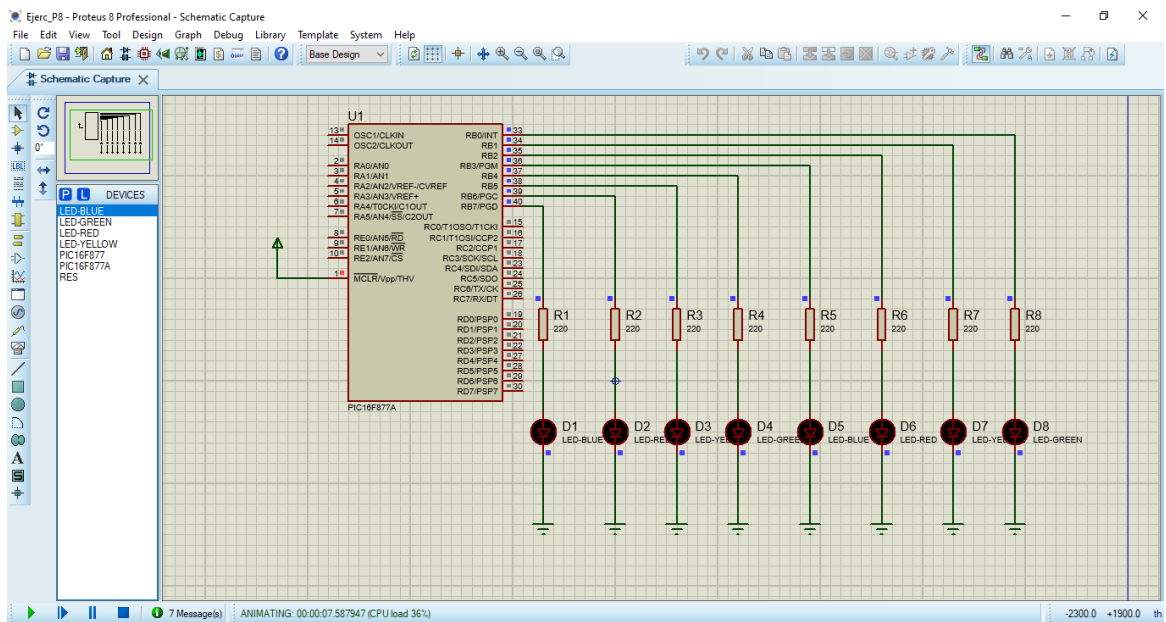 Ejerc_P8 - Proteus 8 Professional - Schematic Capture
File Edit View Tool Design Graph Debug Library Template System Help
Base Design
Schematic Capture
0°
LBL
A
S
P L DEVICES
LED-BLUE
LED-GREEN
LED-RED
LED-YELLOW
PIC16F877
PIC16F877A
RES
U1
13 OSC1/CLKIN RB0/INT 33
14 OSC2/CLKOUT RB1 34
RB2 35
2 RA0/AN0 RB3/PGM 36
3 RA1/AN1 RB4 37
4 RA2/AN2/VREF-/CVREF RB5 38
5 RA3/AN3/VREF+ RB6/PGC 39
6 RA4/T0CKI/C1OUT RB7/PGD 40
7 RA5/AN4/SS/C2OUT
RC0/T1OSO/T1CKI 15
8 RE0/AN5/RD RC1/T1OSI/CCP2 16
9 RE1/AN6/WR RC2/CCP1 17
10 RE2/AN7/CS RC3/SCK/SCL 18
RC4/SDI/SDA 23
1 MCLR/Vpp/THV RC5/SDO 24
RC6/TX/CK 25
RC7/RX/DT 26
RD0/PSP0 19
RD1/PSP1 20
RD2/PSP2 21
RD3/PSP3 22
RD4/PSP4 27
RD5/PSP5 28
RD6/PSP6 29
RD7/PSP7 30
PIC16F877A
R1 R2 R3 R4 R5 R6 R7 R8
220 220 220 220 220 220 220 220
D1 D2 D3 D4 D5 D6 D7 D8
LED-BLUE LED-RE LED-YE LED-GREE LED-BLUE LED-RED LED-YE LED-GREEN
7 Message(s) ANIMATING: 00:00:07.587947 (CPU load 36%) -2300.0 +1900.0 th